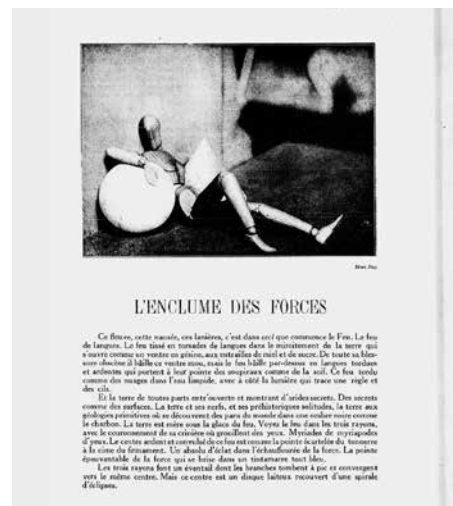 Man Ray
L'ENCLUME DES FORCES
Ce fleuve, cette nausée, ces lanières, c'est dans ceci que commence le Feu. Le feu
de langues. Le feu tissé en torsades de langues dans le miroitement de la terre qui
s'ouvre comme un ventre en gésine, aux entrailles de miel et de sucre. De toute sa bles-
sure obscène il bâille ce ventre mou, mais le feu bâille par-dessus en langues tordues
et ardentes qui portent à leur pointe des soupiraux comme de la soif. Ce feu tordu
comme des nuages dans l'eau limpide, avec à côté la lumière qui trace une règle et
des cils.
Et la terre de toutes parts entr'ouverte et montrant d'arides secrets. Des secrets
comme des surfaces. La terre et ses nerfs, et ses préhistoriques solitudes, la terre aux
géologies primitives où se découvrent des pans du monde dans une ombre noire comme
le charbon. La terre est mère sous la glace du feu. Voyez le feu dans les trois rayons,
avec le couronnement de sa crinière où grouillent des yeux. Myriades de myriapodes
d'yeux. Le centre ardent et convulsé de ce feu est comme la pointe écartelée du tonnerre
à la cime du firmament. Un absolu d'éclat dans l'échauffourée de la force. La pointe
épouvantable de la force qui se brise dans un tintamarre tout bleu.
Les trois rayons font un éventail dont les branches tombent à pic et convergent
vers le même centre. Mais ce centre est un disque laiteux recouvert d'une spirale
d'éclipses.